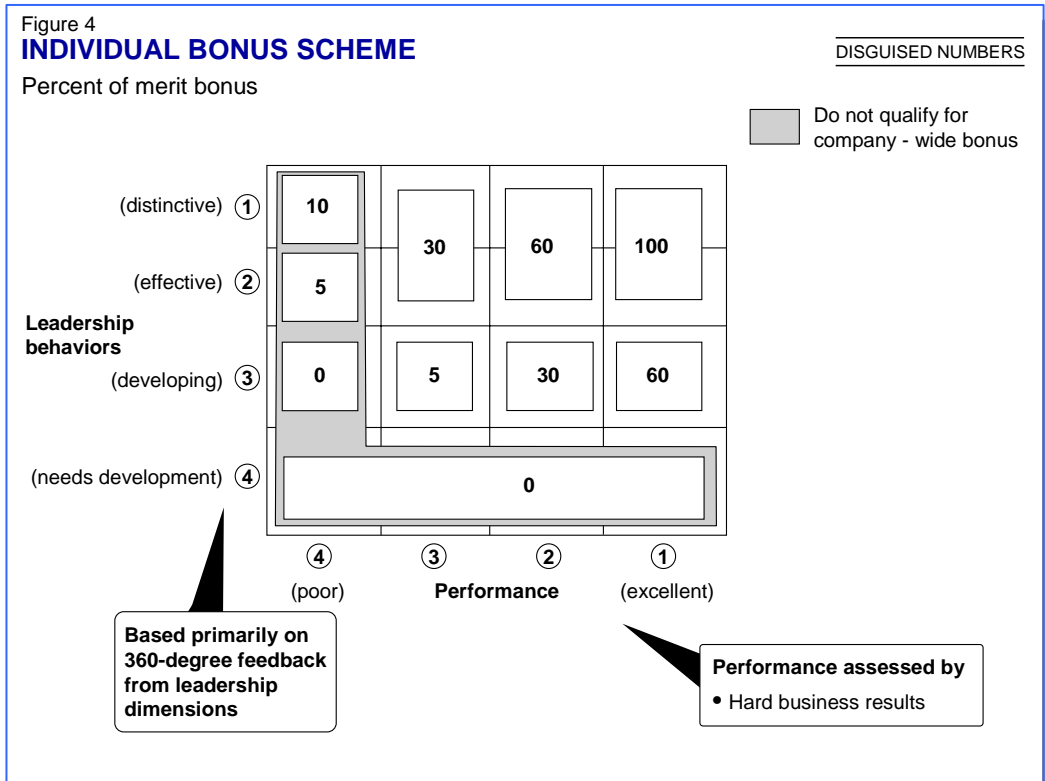 Figure 4
INDIVIDUAL BONUS SCHEME
DISGUISED NUMBERS
Percent of merit bonus
Do not qualify for
company - wide bonus
(distinctive) 1
10
30
60
100
(effective) 2
5
Leadership
behaviors
(developing) 3
0
5
30
60
(needs development) 4
0
4
3
2
1
(poor)
Performance
(excellent)
Based primarily on
360-degree feedback
from leadership
dimensions
Performance assessed by
• Hard business results